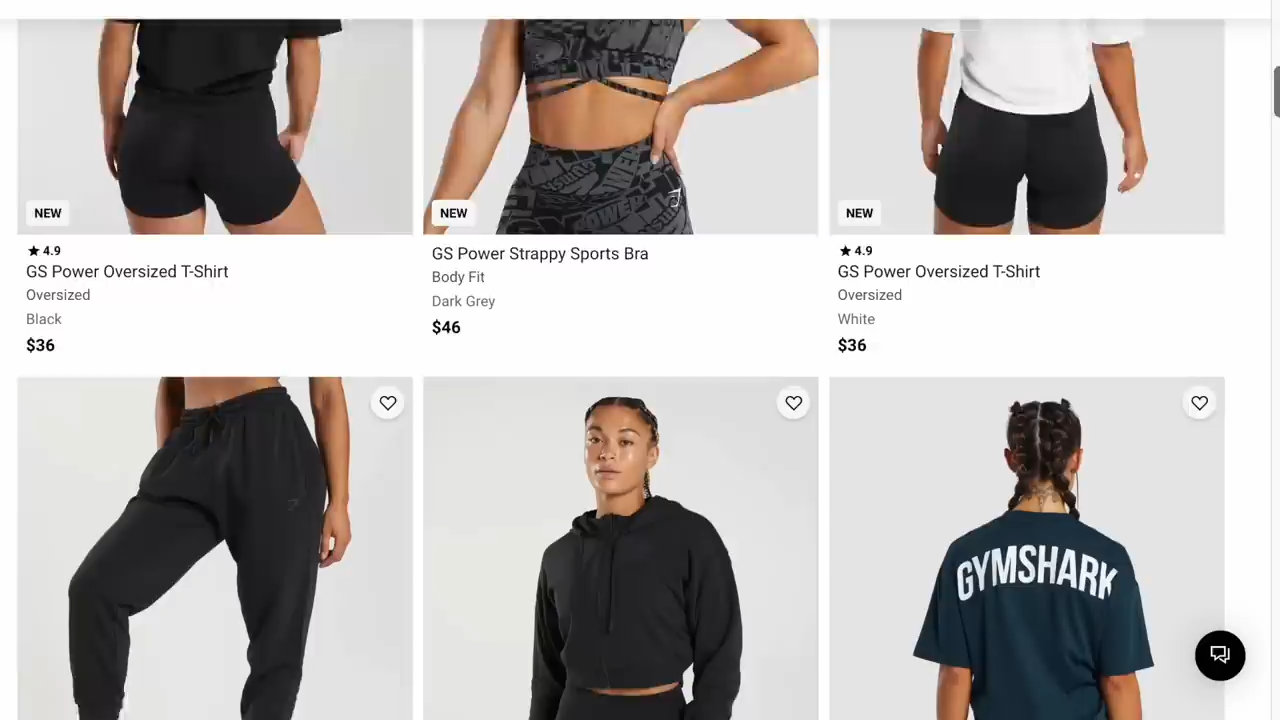 NEW
★ 4.9
GS Power Oversized T-Shirt
Oversized
Black
$36
NEW
GS Power Strappy Sports Bra
Body Fit
Dark Grey
$46
NEW
★ 4.9
GS Power Oversized T-Shirt
Oversized
White
$36
GYMSHARK